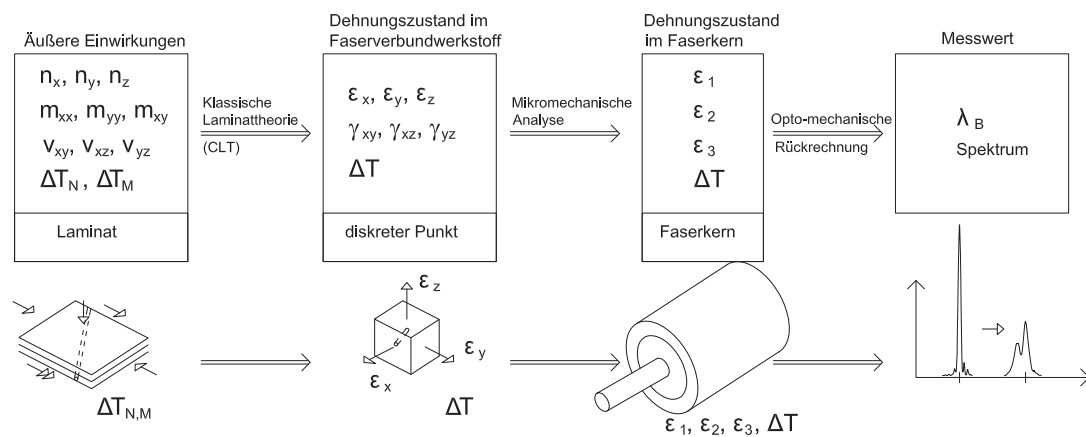 Äußere Einwirkungen
n_x, n_y, n_z
m_xx, m_yy, m_xy
v_xy, v_xz, v_yz
ΔT_N, ΔT_M
Laminat
Klassische
Laminattheorie
(CLT)
Dehnungszustand im
Faserverbundwerkstoff
ε_x, ε_y, ε_z
γ_xy, γ_xz, γ_yz
ΔT
diskreter Punkt
Mikromechanische
Analyse
Dehnungszustand
im Faserkern
ε_1
ε_2
ε_3
ΔT
Faserkern
Opto-mechanische
Rückrechnung
Messwert
λ_B
Spektrum
ΔT_N,M
ε_z
ε_y
ε_x
ΔT
ε_1, ε_2, ε_3, ΔT